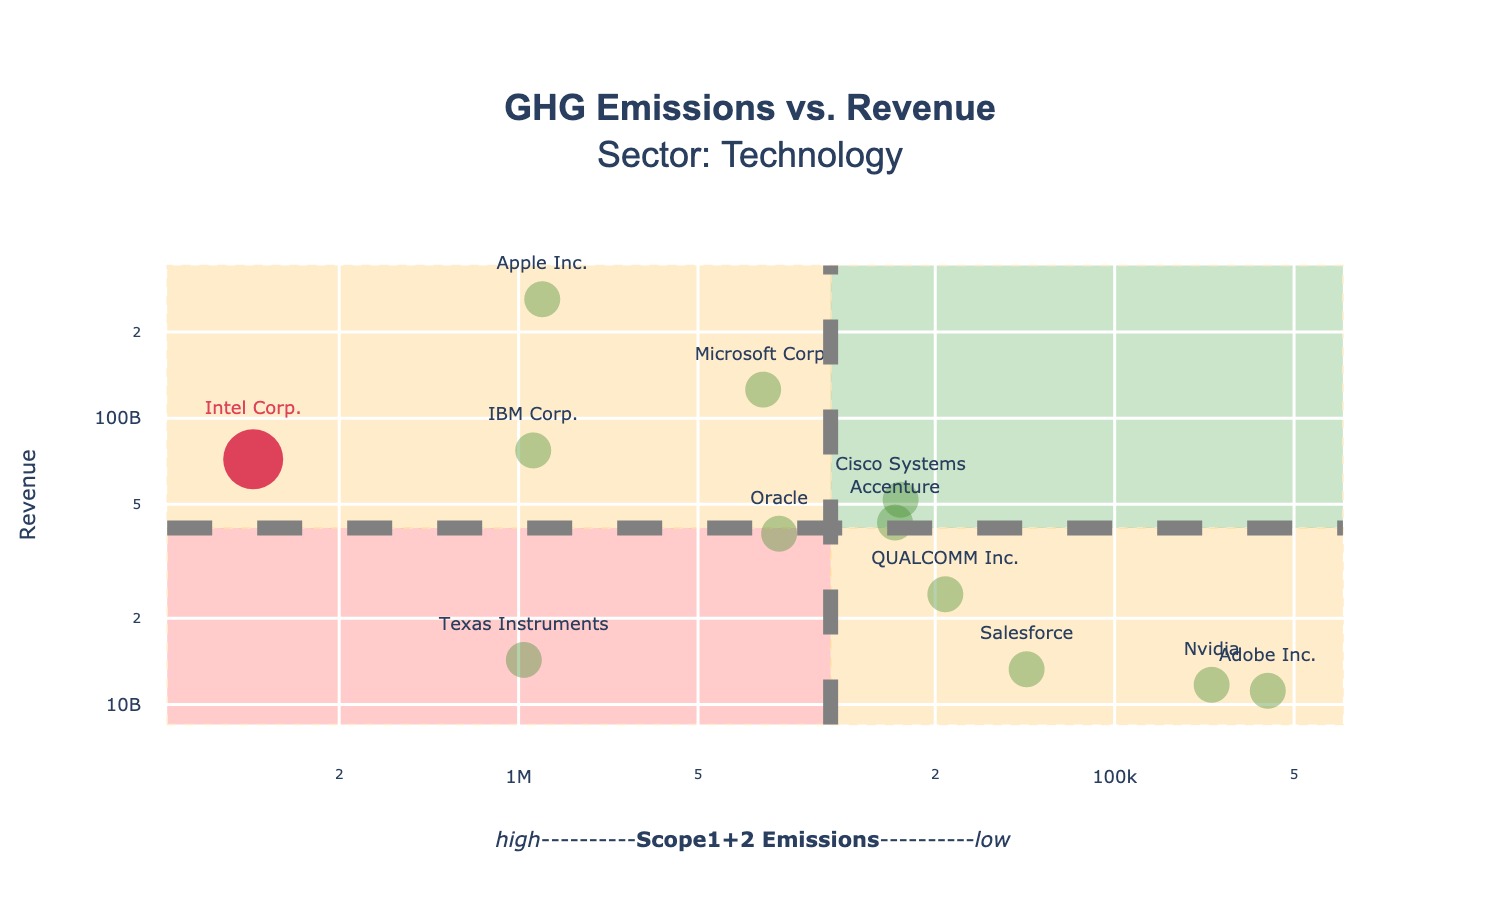 GHG Emissions vs. Revenue
Sector: Technology
Apple Inc.
2
Microsoft Corp
Intel Corp.
IBM Corp.
100B
Cisco Systems
Accenture
Oracle
5
Revenue
QUALCOMM Inc.
2
Texas Instruments
Salesforce
Nvidia
Adobe Inc.
10B
2
1M
5
2
100k
5
high----------Scope1+2 Emissions----------low